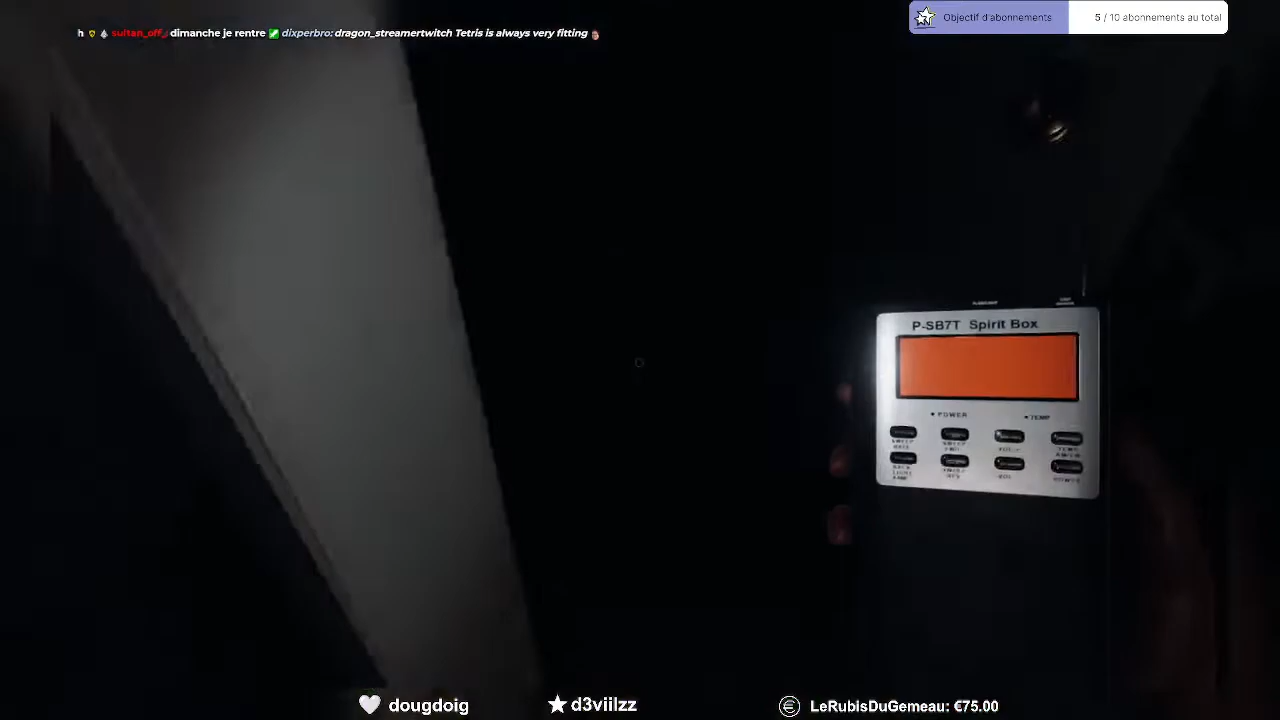 h sultan_off_ dimanche je rentre dixperbro: dragon_streamertwitch Tetris is always very fitting
Objectif d'abonnements 5 / 10 abonnements au total
P-SB7T Spirit Box
POWER TEMP
dougdoig d3viilzz LeRubisDuGemeau: €75.00